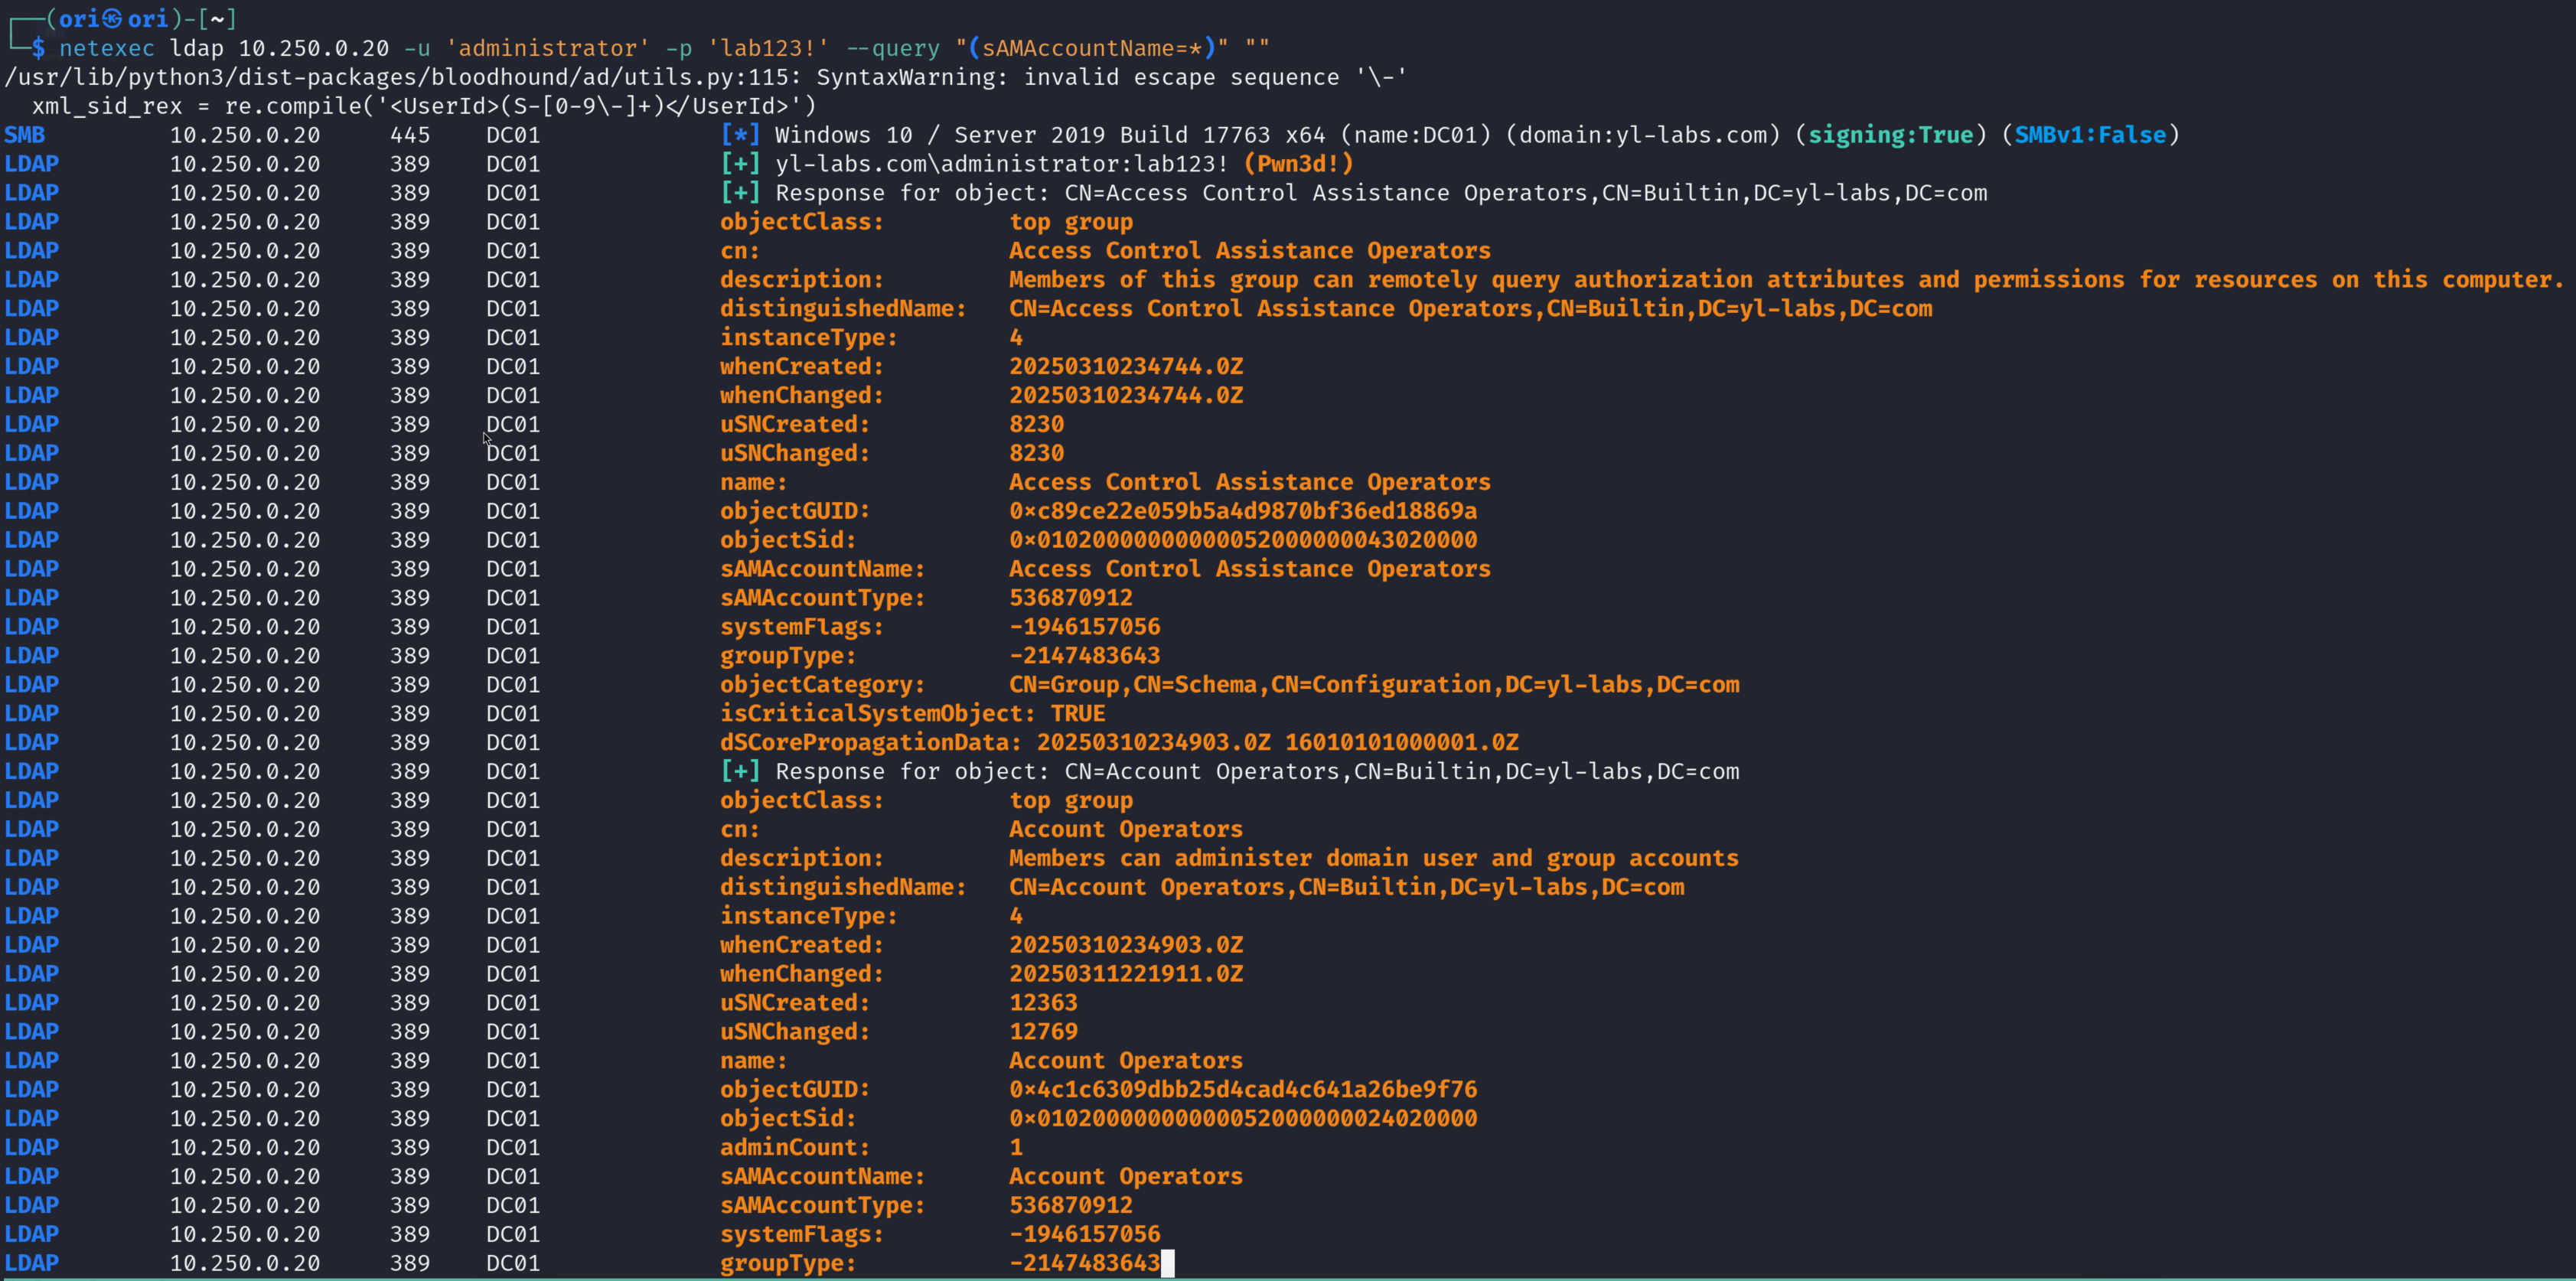 (ori㉿ori)-[~]
$ netexec ldap 10.250.0.20 -u 'administrator' -p 'lab123!' --query "(sAMAccountName=*)" ""
/usr/lib/python3/dist-packages/bloodhound/ad/utils.py:115: SyntaxWarning: invalid escape sequence '\-'
  xml_sid_rex = re.compile('<UserId>(S-[0-9\-]+)</UserId>')
SMB 10.250.0.20 445 DC01 [*] Windows 10 / Server 2019 Build 17763 x64 (name:DC01) (domain:yl-labs.com) (signing:True) (SMBv1:False)
LDAP 10.250.0.20 389 DC01 [+] yl-labs.com\administrator:lab123! (Pwn3d!)
LDAP 10.250.0.20 389 DC01 [+] Response for object: CN=Access Control Assistance Operators,CN=Builtin,DC=yl-labs,DC=com
LDAP 10.250.0.20 389 DC01 objectClass: top group
LDAP 10.250.0.20 389 DC01 cn: Access Control Assistance Operators
LDAP 10.250.0.20 389 DC01 description: Members of this group can remotely query authorization attributes and permissions for resources on this computer.
LDAP 10.250.0.20 389 DC01 distinguishedName: CN=Access Control Assistance Operators,CN=Builtin,DC=yl-labs,DC=com
LDAP 10.250.0.20 389 DC01 instanceType: 4
LDAP 10.250.0.20 389 DC01 whenCreated: 20250310234744.0Z
LDAP 10.250.0.20 389 DC01 whenChanged: 20250310234744.0Z
LDAP 10.250.0.20 389 DC01 uSNCreated: 8230
LDAP 10.250.0.20 389 DC01 uSNChanged: 8230
LDAP 10.250.0.20 389 DC01 name: Access Control Assistance Operators
LDAP 10.250.0.20 389 DC01 objectGUID: 0×c89ce22e059b5a4d9870bf36ed18869a
LDAP 10.250.0.20 389 DC01 objectSid: 0×01020000000000052000000043020000
LDAP 10.250.0.20 389 DC01 sAMAccountName: Access Control Assistance Operators
LDAP 10.250.0.20 389 DC01 sAMAccountType: 536870912
LDAP 10.250.0.20 389 DC01 systemFlags: -1946157056
LDAP 10.250.0.20 389 DC01 groupType: -2147483643
LDAP 10.250.0.20 389 DC01 objectCategory: CN=Group,CN=Schema,CN=Configuration,DC=yl-labs,DC=com
LDAP 10.250.0.20 389 DC01 isCriticalSystemObject: TRUE
LDAP 10.250.0.20 389 DC01 dSCorePropagationData: 20250310234903.0Z 16010101000001.0Z
LDAP 10.250.0.20 389 DC01 [+] Response for object: CN=Account Operators,CN=Builtin,DC=yl-labs,DC=com
LDAP 10.250.0.20 389 DC01 objectClass: top group
LDAP 10.250.0.20 389 DC01 cn: Account Operators
LDAP 10.250.0.20 389 DC01 description: Members can administer domain user and group accounts
LDAP 10.250.0.20 389 DC01 distinguishedName: CN=Account Operators,CN=Builtin,DC=yl-labs,DC=com
LDAP 10.250.0.20 389 DC01 instanceType: 4
LDAP 10.250.0.20 389 DC01 whenCreated: 20250310234903.0Z
LDAP 10.250.0.20 389 DC01 whenChanged: 20250311221911.0Z
LDAP 10.250.0.20 389 DC01 uSNCreated: 12363
LDAP 10.250.0.20 389 DC01 uSNChanged: 12769
LDAP 10.250.0.20 389 DC01 name: Account Operators
LDAP 10.250.0.20 389 DC01 objectGUID: 0×4c1c6309dbb25d4cad4c641a26be9f76
LDAP 10.250.0.20 389 DC01 objectSid: 0×01020000000000052000000024020000
LDAP 10.250.0.20 389 DC01 adminCount: 1
LDAP 10.250.0.20 389 DC01 sAMAccountName: Account Operators
LDAP 10.250.0.20 389 DC01 sAMAccountType: 536870912
LDAP 10.250.0.20 389 DC01 systemFlags: -1946157056
LDAP 10.250.0.20 389 DC01 groupType: -2147483643